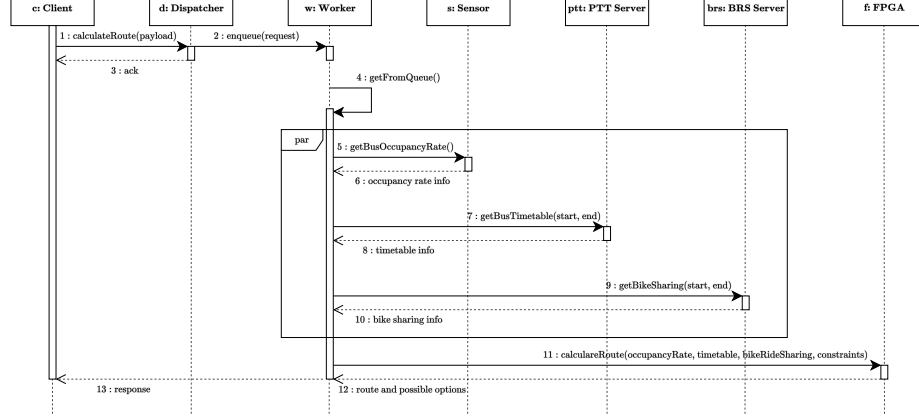 c: Client
d: Dispatcher
w: Worker
s: Sensor
ptt: PTT Server
brs: BRS Server
f: FPGA
1 : calculateRoute(payload)
2 : enqueue(request)
3 : ack
4 : getFromQueue()
par
5 : getBusOccupancyRate()
6 : occupancy rate info
7 : getBusTimetable(start, end)
8 : timetable info
9 : getBikeSharing(start, end)
10 : bike sharing info
11 : calculareRoute(occupancyRate, timetable, bikeRideSharing, constraints)
13 : response
12 : route and possible options